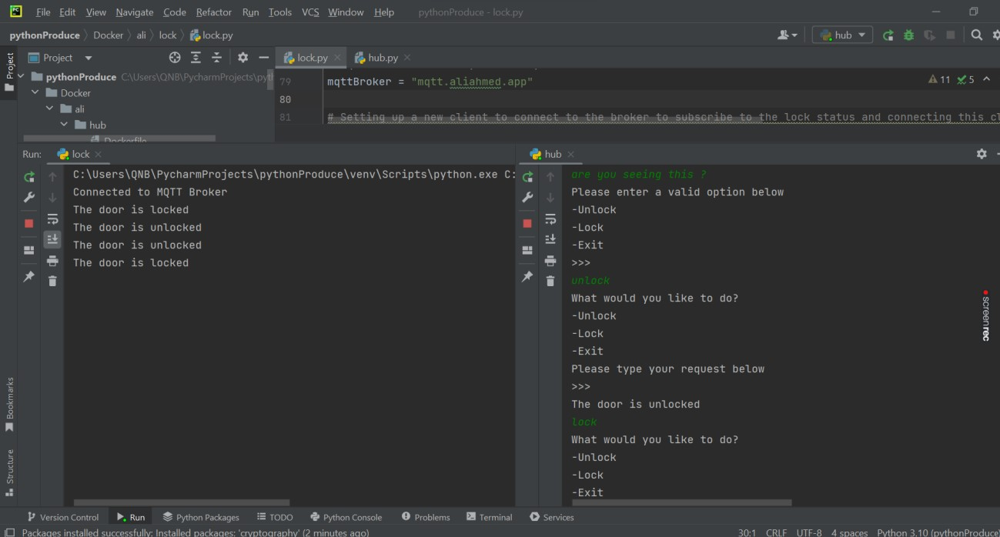 File Edit View Navigate Code Refactor Run Tools VCS Window Help pythonProduce - lock.py
pythonProduce Docker ali lock lock.py hub
Project lock.py hub.py
Project
pythonProduce C:\Users\QNB\PycharmProjects\pyth
79 mqttBroker = "mqtt.aliahmed.app"
11 5
Docker
80
ali
81 # Setting up a new client to connect to the broker to subscribe to the lock status and connecting this cl
hub
Dockerfile
Run: lock
C:\Users\QNB\PycharmProjects\pythonProduce\venv\Scripts\python.exe C:
Connected to MQTT Broker
The door is locked
The door is unlocked
The door is unlocked
The door is locked
hub
are you seeing this ?
Please enter a valid option below
-Unlock
-Lock
-Exit
>>>
unlock
What would you like to do?
-Unlock
-Lock
-Exit
Please type your request below
>>>
The door is unlocked
lock
What would you like to do?
-Unlock
-Lock
-Exit
screenrec
Bookmarks
Structure
Version Control Run Python Packages TODO Python Console Problems Terminal Services
Packages installed successfully: Installed packages: 'cryptography' (2 minutes ago) 30:1 CRLF UTF-8 4 spaces Python 3.10 (pythonProduce)